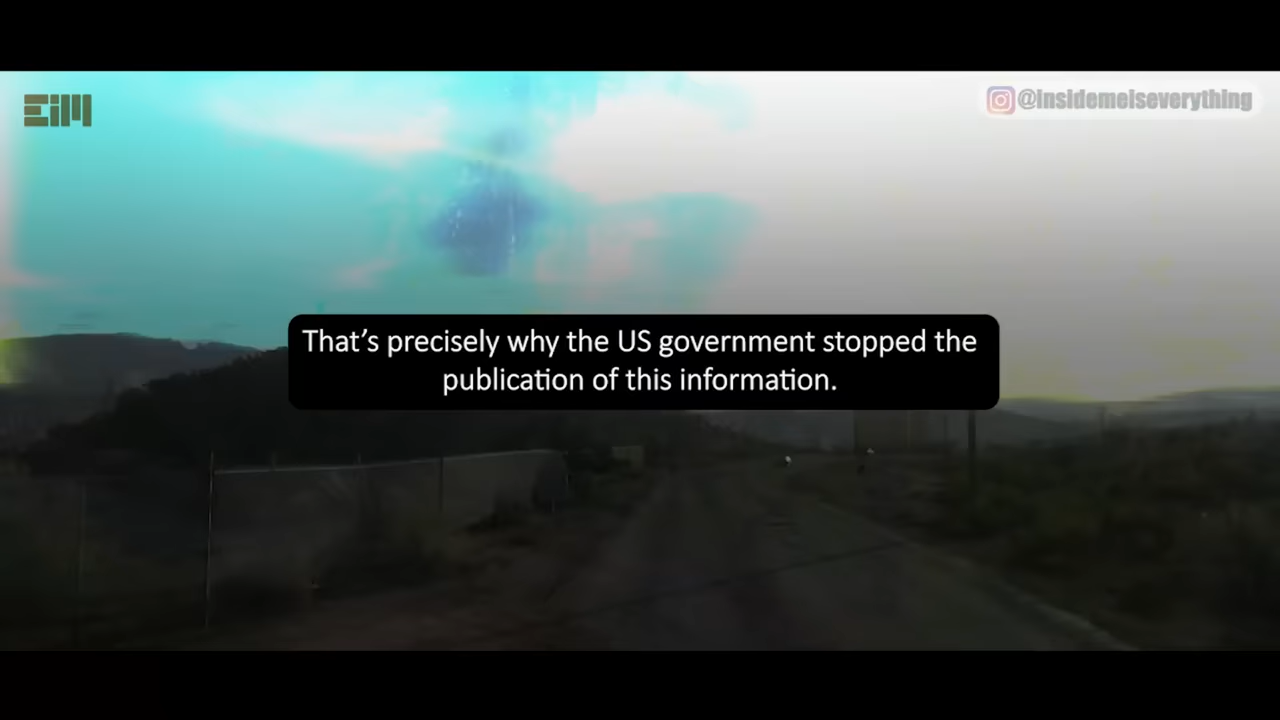 EiM
@insidemeiseverything
That's precisely why the US government stopped the
publication of this information.